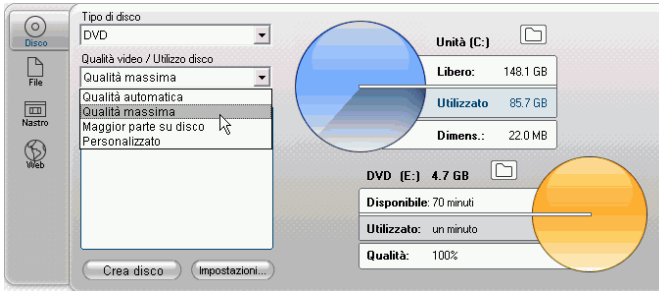 Disco
File
Nastro
Web
Tipo di disco
DVD
Qualità video / Utilizzo disco
Qualità massima
Qualità automatica
Qualità massima
Maggior parte su disco
Personalizzato
Crea disco
Impostazioni...
Unità (C:)
Libero: 148.1 GB
Utilizzato 85.7 GB
Dimens.: 22.0 MB
DVD (E:) 4.7 GB
Disponibile: 70 minuti
Utilizzato: un minuto
Qualità: 100%